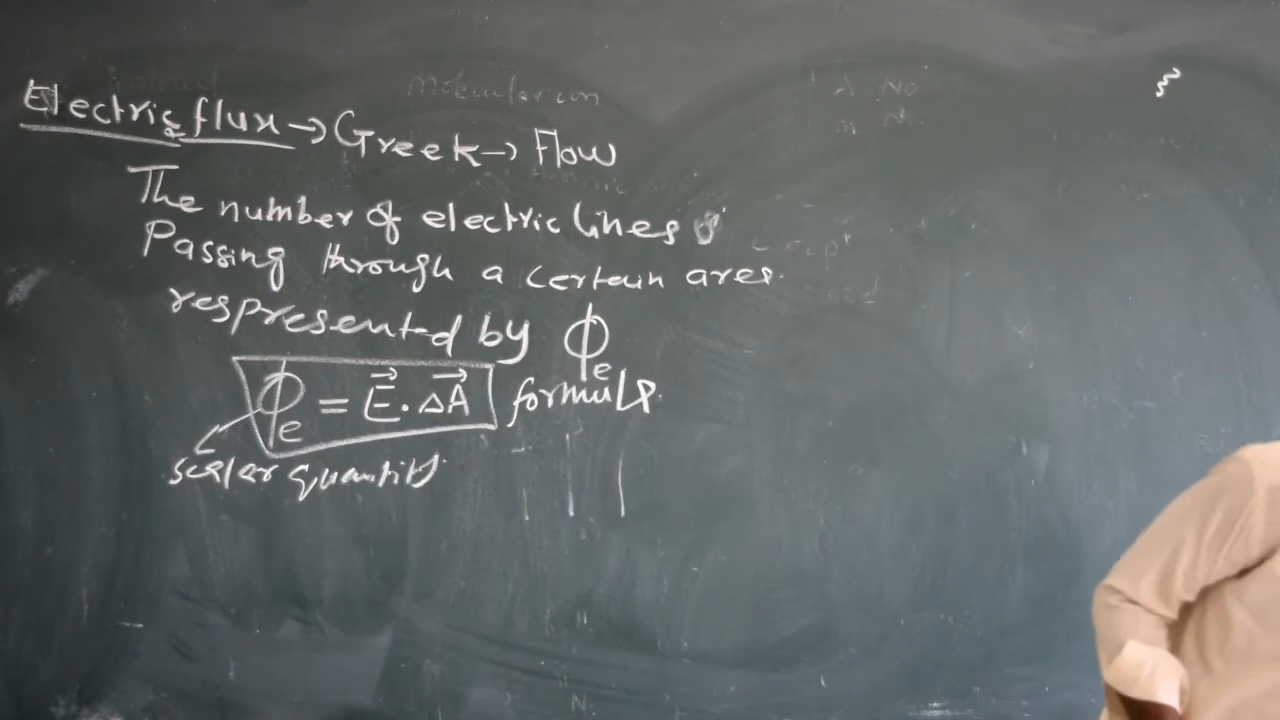 Electric flux → Greek → Flow
The number of electric lines
Passing through a certain area.
respresented by ϕe
ϕe = E⃗ . ΔA⃗ formula.
scalar quantity